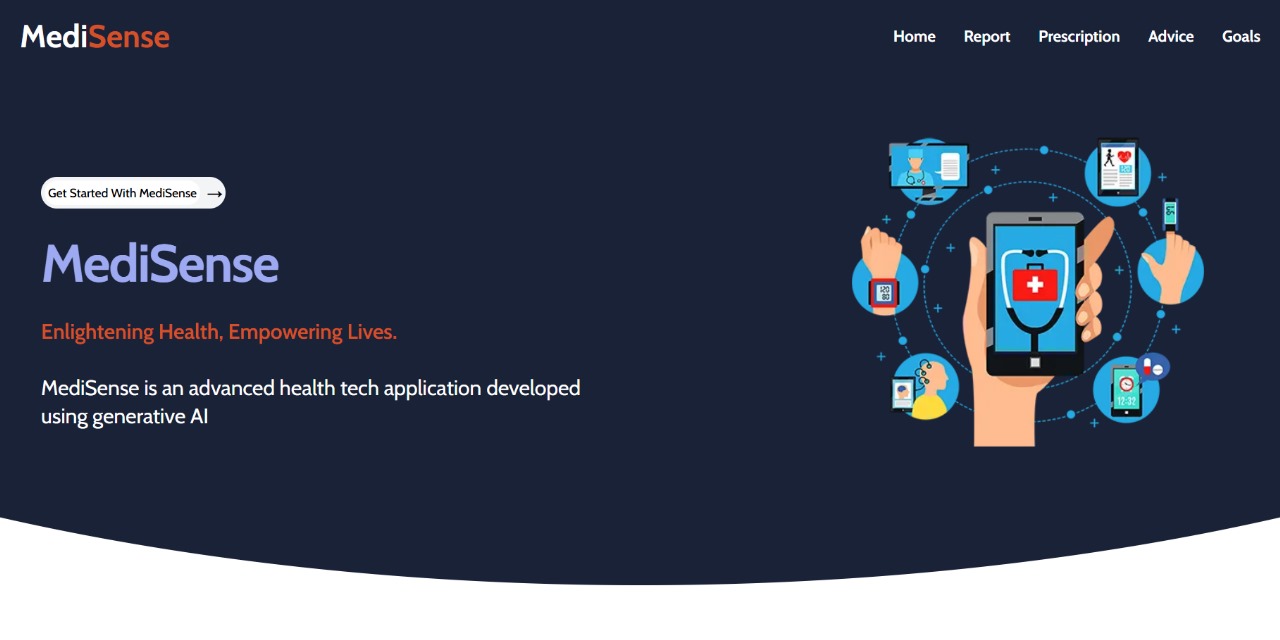 MediSense
Home Report Prescription Advice Goals
Get Started With MediSense →
MediSense
Enlightening Health, Empowering Lives.
MediSense is an advanced health tech application developed
using generative AI
120
80
12:32